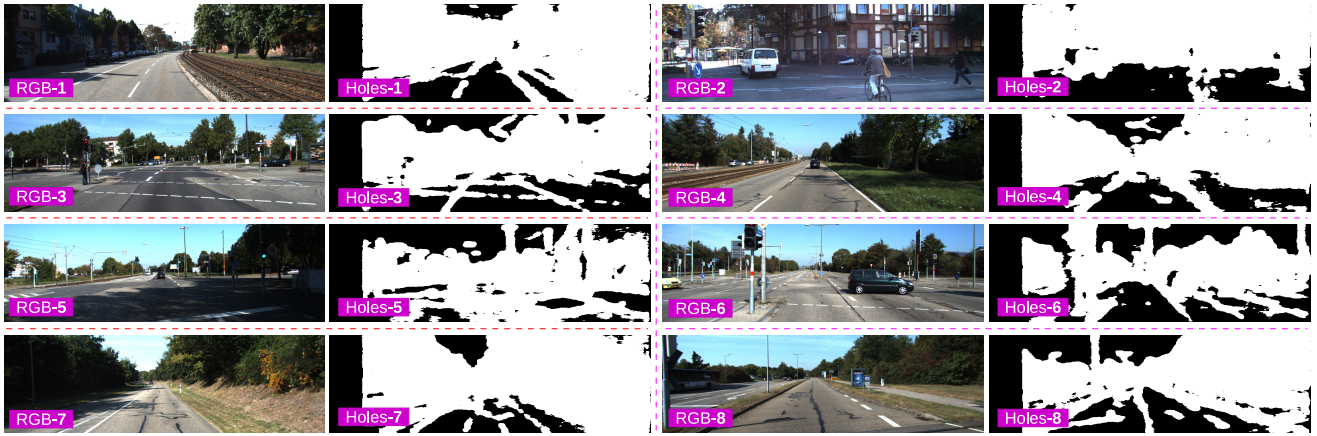 RGB-1
Holes-1
RGB-2
Holes-2
RGB-3
Holes-3
RGB-4
Holes-4
RGB-5
Holes-5
RGB-6
Holes-6
RGB-7
Holes-7
RGB-8
Holes-8